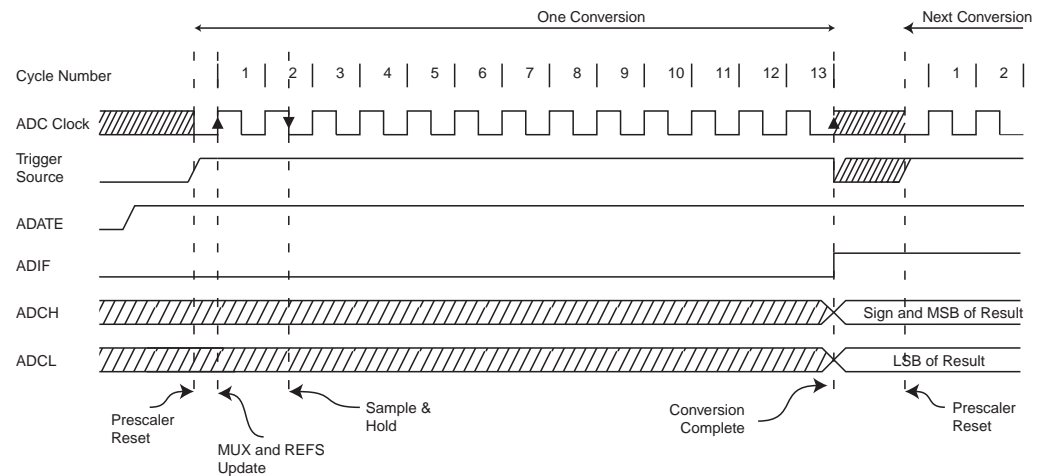 One Conversion
Next Conversion
Cycle Number
1 2 3 4 5 6 7 8 9 10 11 12 13 1 2
ADC Clock
Trigger
Source
ADATE
ADIF
ADCH
Sign and MSB of Result
ADCL
LSB of Result
Prescaler
Reset
MUX and REFS
Update
Sample &
Hold
Conversion
Complete
Prescaler
Reset